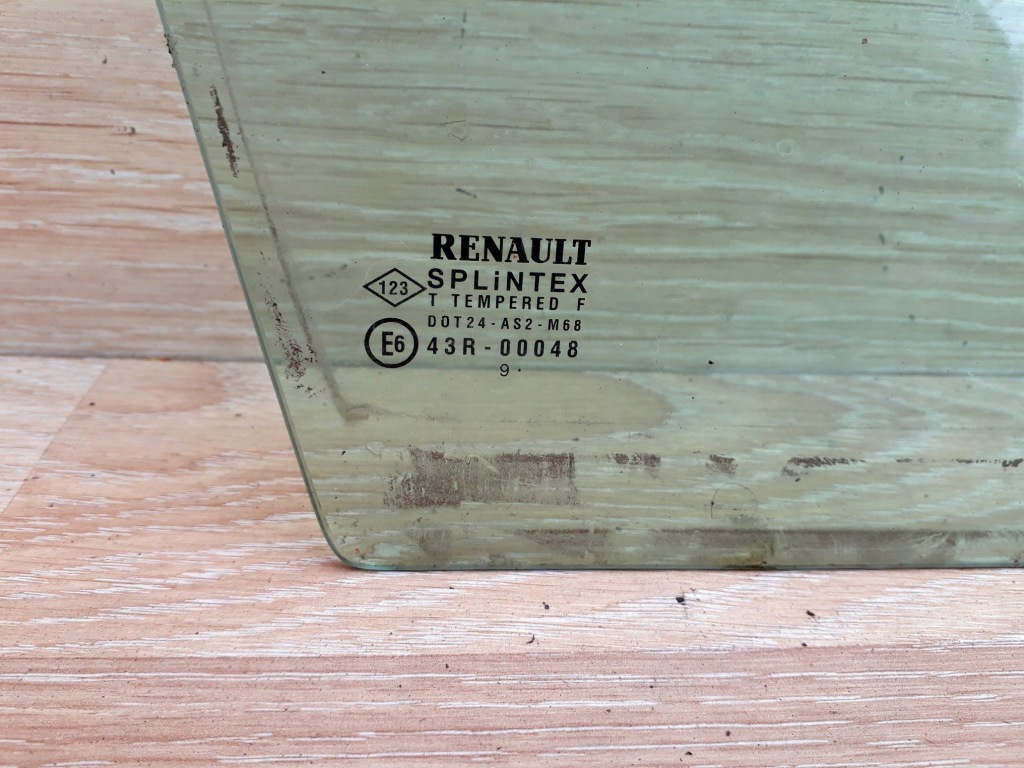 RENAULT
123 SPLiNTEX
T TEMPERED F
DOT24-AS2-M68
E6 43R-00048
9.